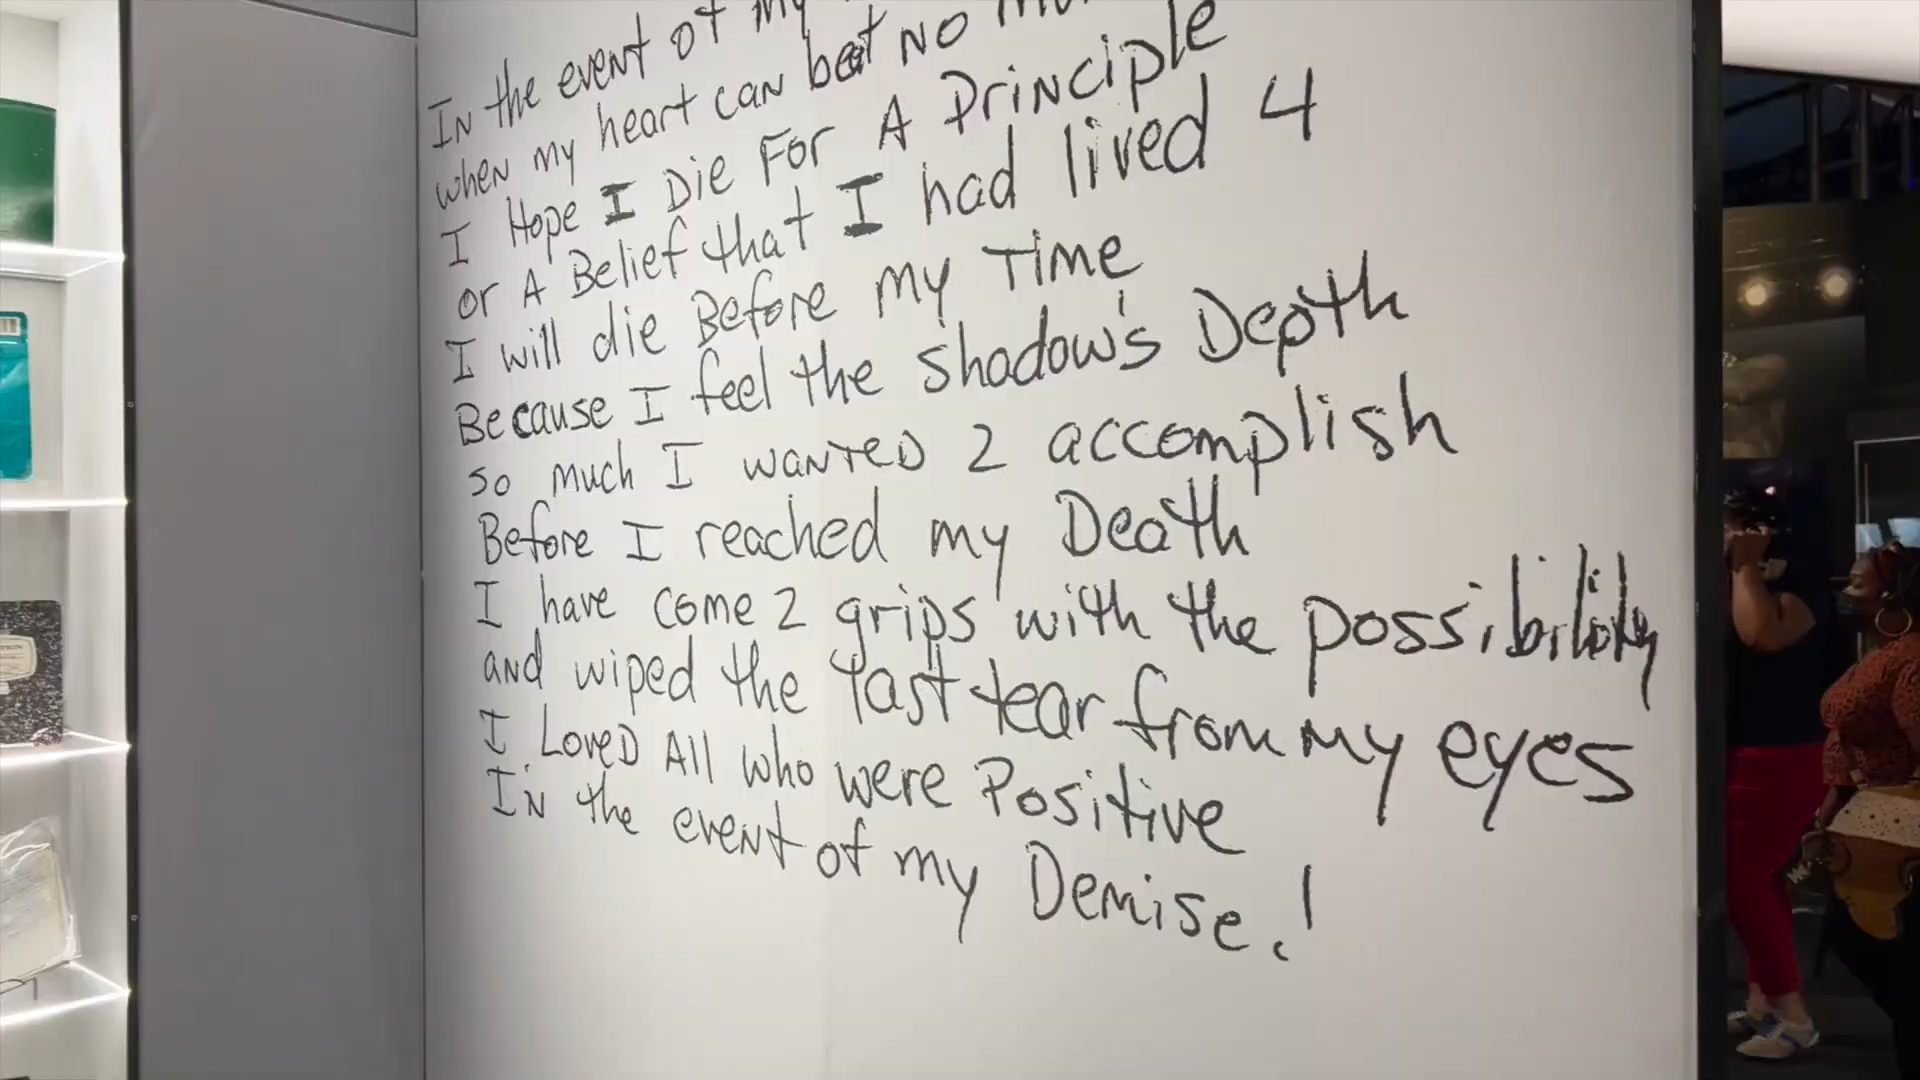 IN the event of my
when my heart can beat NO
I Hope I Die For A Principle
or A Belief that I had lived 4
I will die Before My Time
Because I feel the shadow's Depth
so much I wanted 2 accomplish
Before I reached my Death
I have come 2 grips with the possibility
and wiped the last tear from my eyes
I Loved All who were Positive
In the event of my Demise!